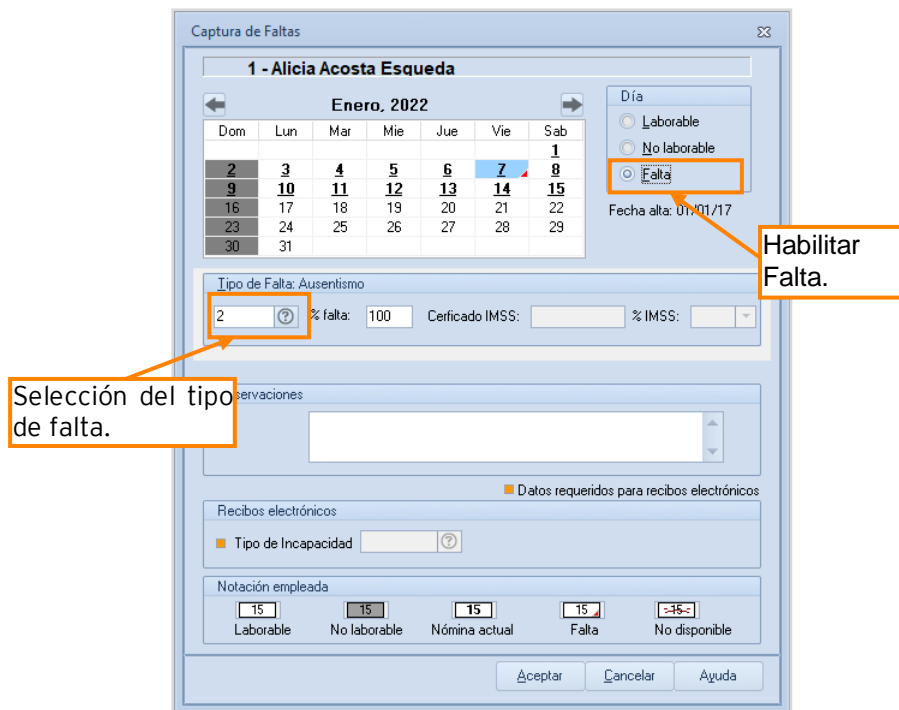 Captura de Faltas
1 - Alicia Acosta Esqueda
Enero, 2022
Dom Lun Mar Mie Jue Vie Sab
1
2 3 4 5 6 7 8
9 10 11 12 13 14 15
16 17 18 19 20 21 22
23 24 25 26 27 28 29
30 31
Día
Laborable
No laborable
Falta
Fecha alta: 01/01/17
Habilitar
Falta.
Tipo de Falta: Ausentismo
2 % falta: 100 Cerficado IMSS: % IMSS:
Selección del tipo
de falta.
servaciones
Datos requeridos para recibos electrónicos
Recibos electrónicos
Tipo de Incapacidad
Notación empleada
15 15 15 15 15
Laborable No laborable Nómina actual Falta No disponible
Aceptar Cancelar Ayuda